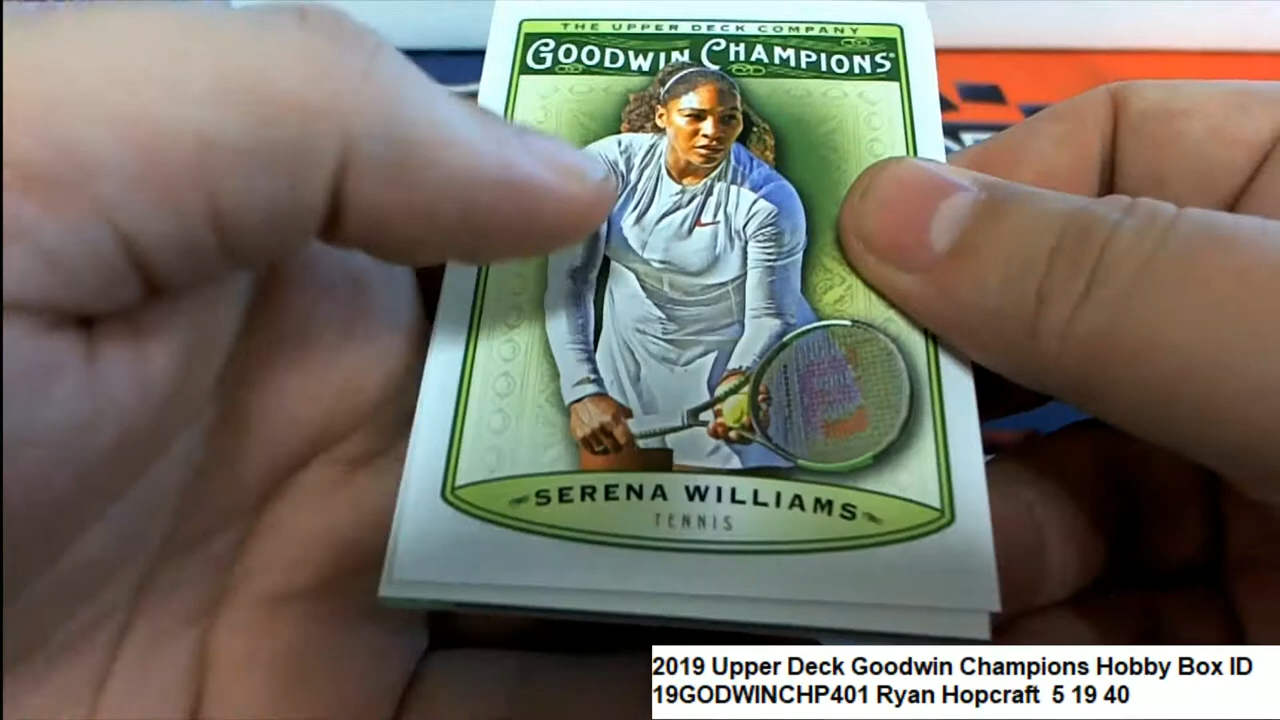 THE UPPER DECK COMPANY
GOODWIN CHAMPIONS
SERENA WILLIAMS
TENNIS
2019 Upper Deck Goodwin Champions Hobby Box ID
19GODWINCHP401 Ryan Hopcraft 5 19 40